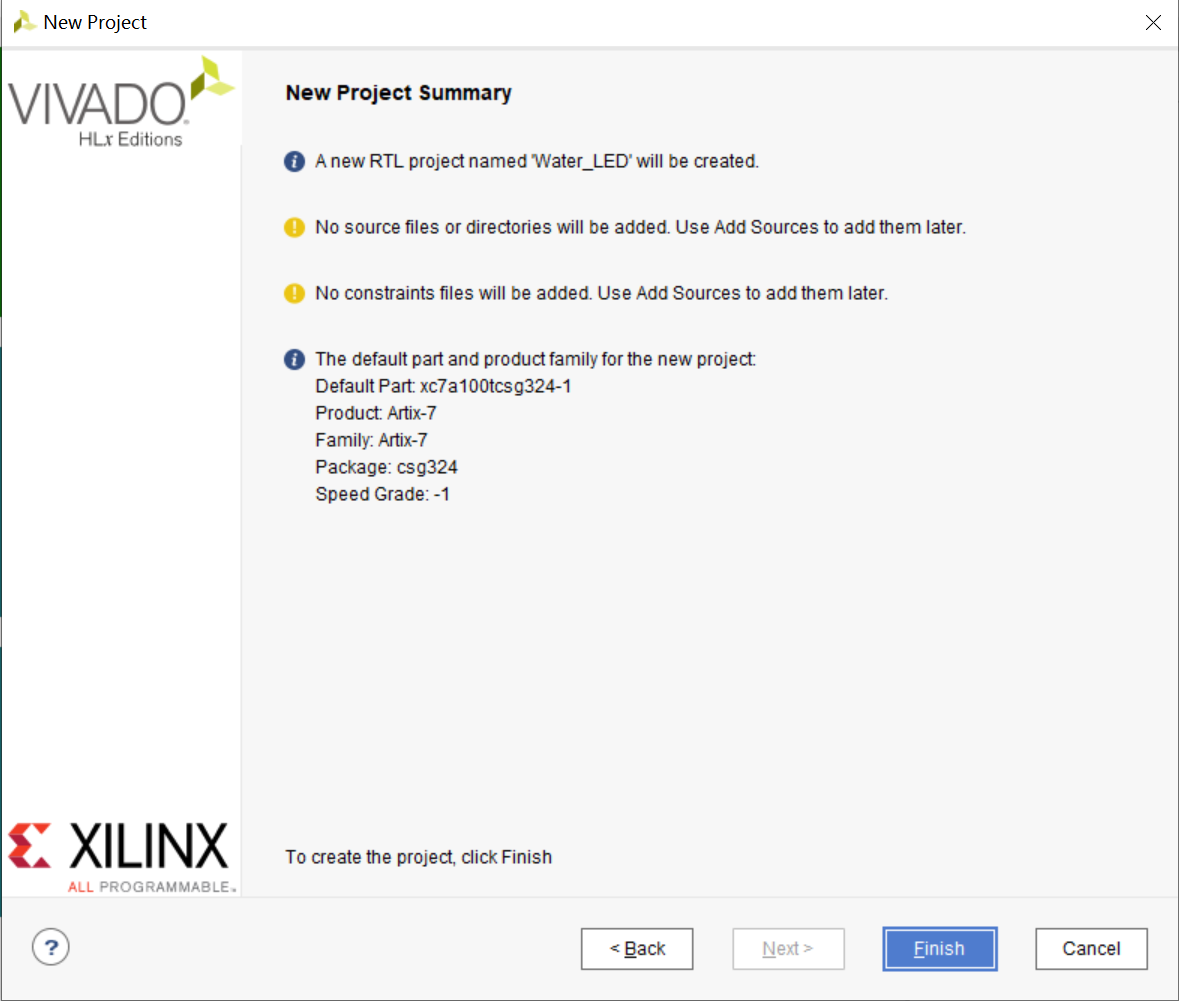 New Project
VIVADO
HLx Editions
New Project Summary
A new RTL project named 'Water_LED' will be created.
No source files or directories will be added. Use Add Sources to add them later.
No constraints files will be added. Use Add Sources to add them later.
The default part and product family for the new project:
Default Part: xc7a100tcsg324-1
Product: Artix-7
Family: Artix-7
Package: csg324
Speed Grade: -1
XILINX
ALL PROGRAMMABLE™
To create the project, click Finish
?
< Back
Next >
Finish
Cancel